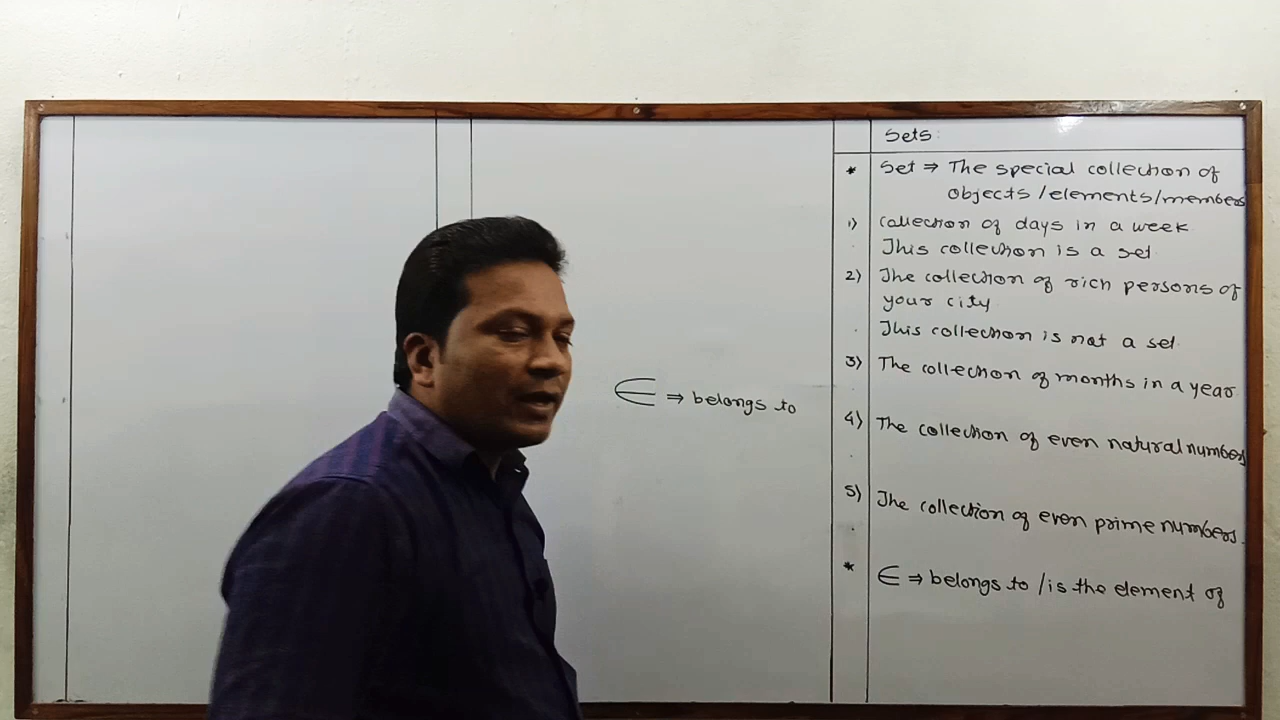 ∈ ⇒ belongs to
Sets:
* Set ⇒ The special collection of
objects/elements/members
1) Collection of days in a week
This collection is a set
2) The collection of rich persons of
your city
This collection is not a set
3) The collection of months in a year
4) The collection of even natural numbers
5) The collection of even prime numbers.
* ∈ ⇒ belongs to / is the element of